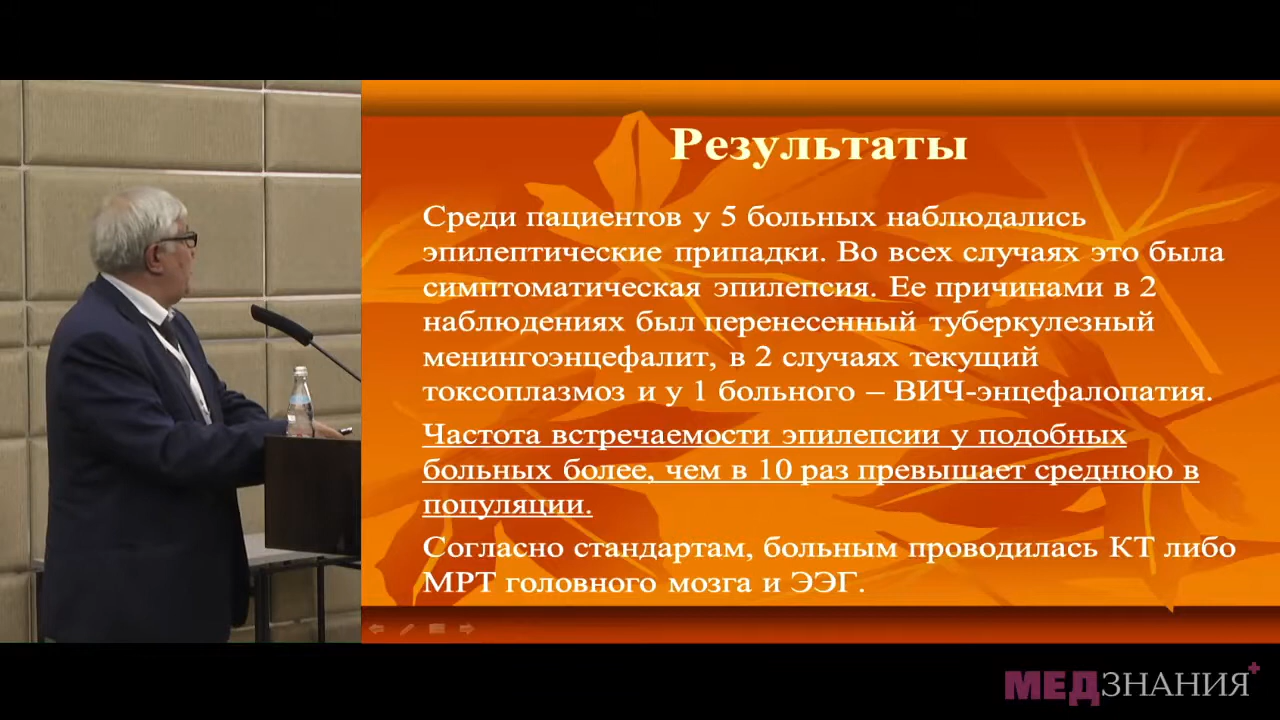 Результаты
Среди пациентов у 5 больных наблюдались
эпилептические припадки. Во всех случаях это была
симптоматическая эпилепсия. Ее причинами в 2
наблюдениях был перенесенный туберкулезный
менингоэнцефалит, в 2 случаях текущий
токсоплазмоз и у 1 больного – ВИЧ-энцефалопатия.
Частота встречаемости эпилепсии у подобных
больных более, чем в 10 раз превышает среднюю в
популяции.
Согласно стандартам, больным проводилась КТ либо
МРТ головного мозга и ЭЭГ.
МЕДЗНАНИЯ+